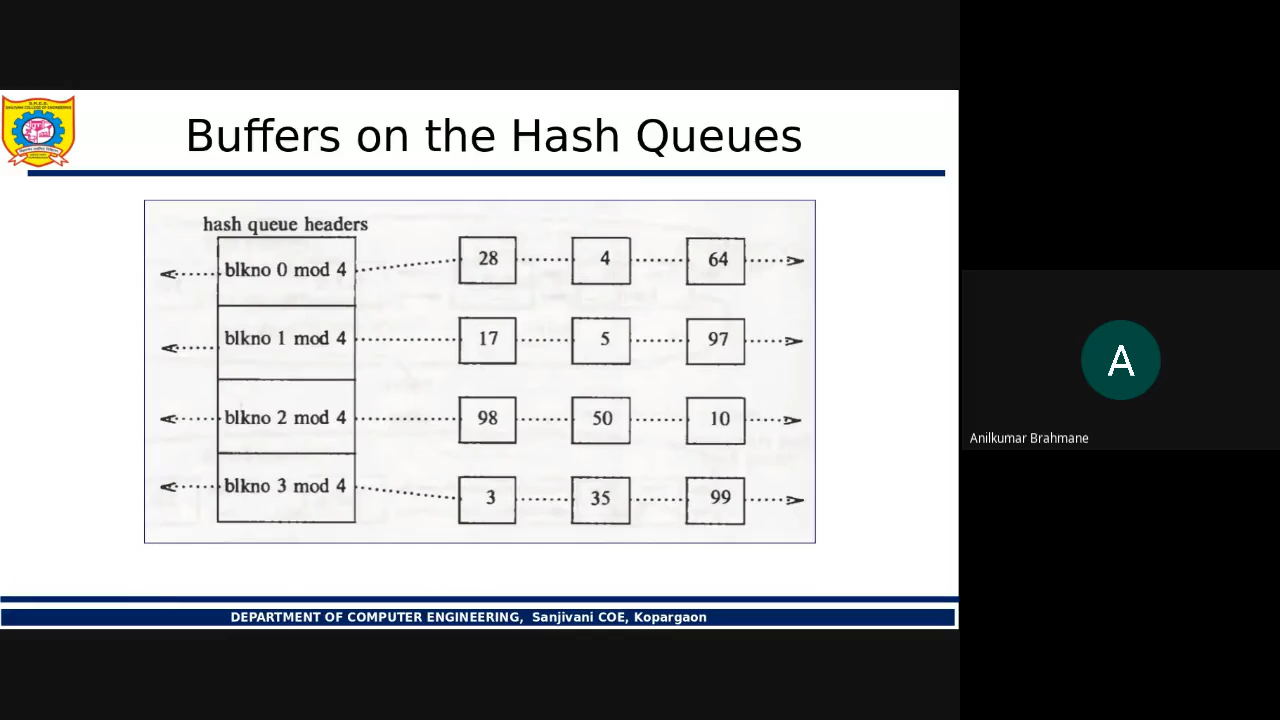 Buffers on the Hash Queues
hash queue headers
blkno 0 mod 4 28 4 64
blkno 1 mod 4 17 5 97
blkno 2 mod 4 98 50 10
blkno 3 mod 4 3 35 99
DEPARTMENT OF COMPUTER ENGINEERING, Sanjivani COE, Kopargaon
A
Anilkumar Brahmane